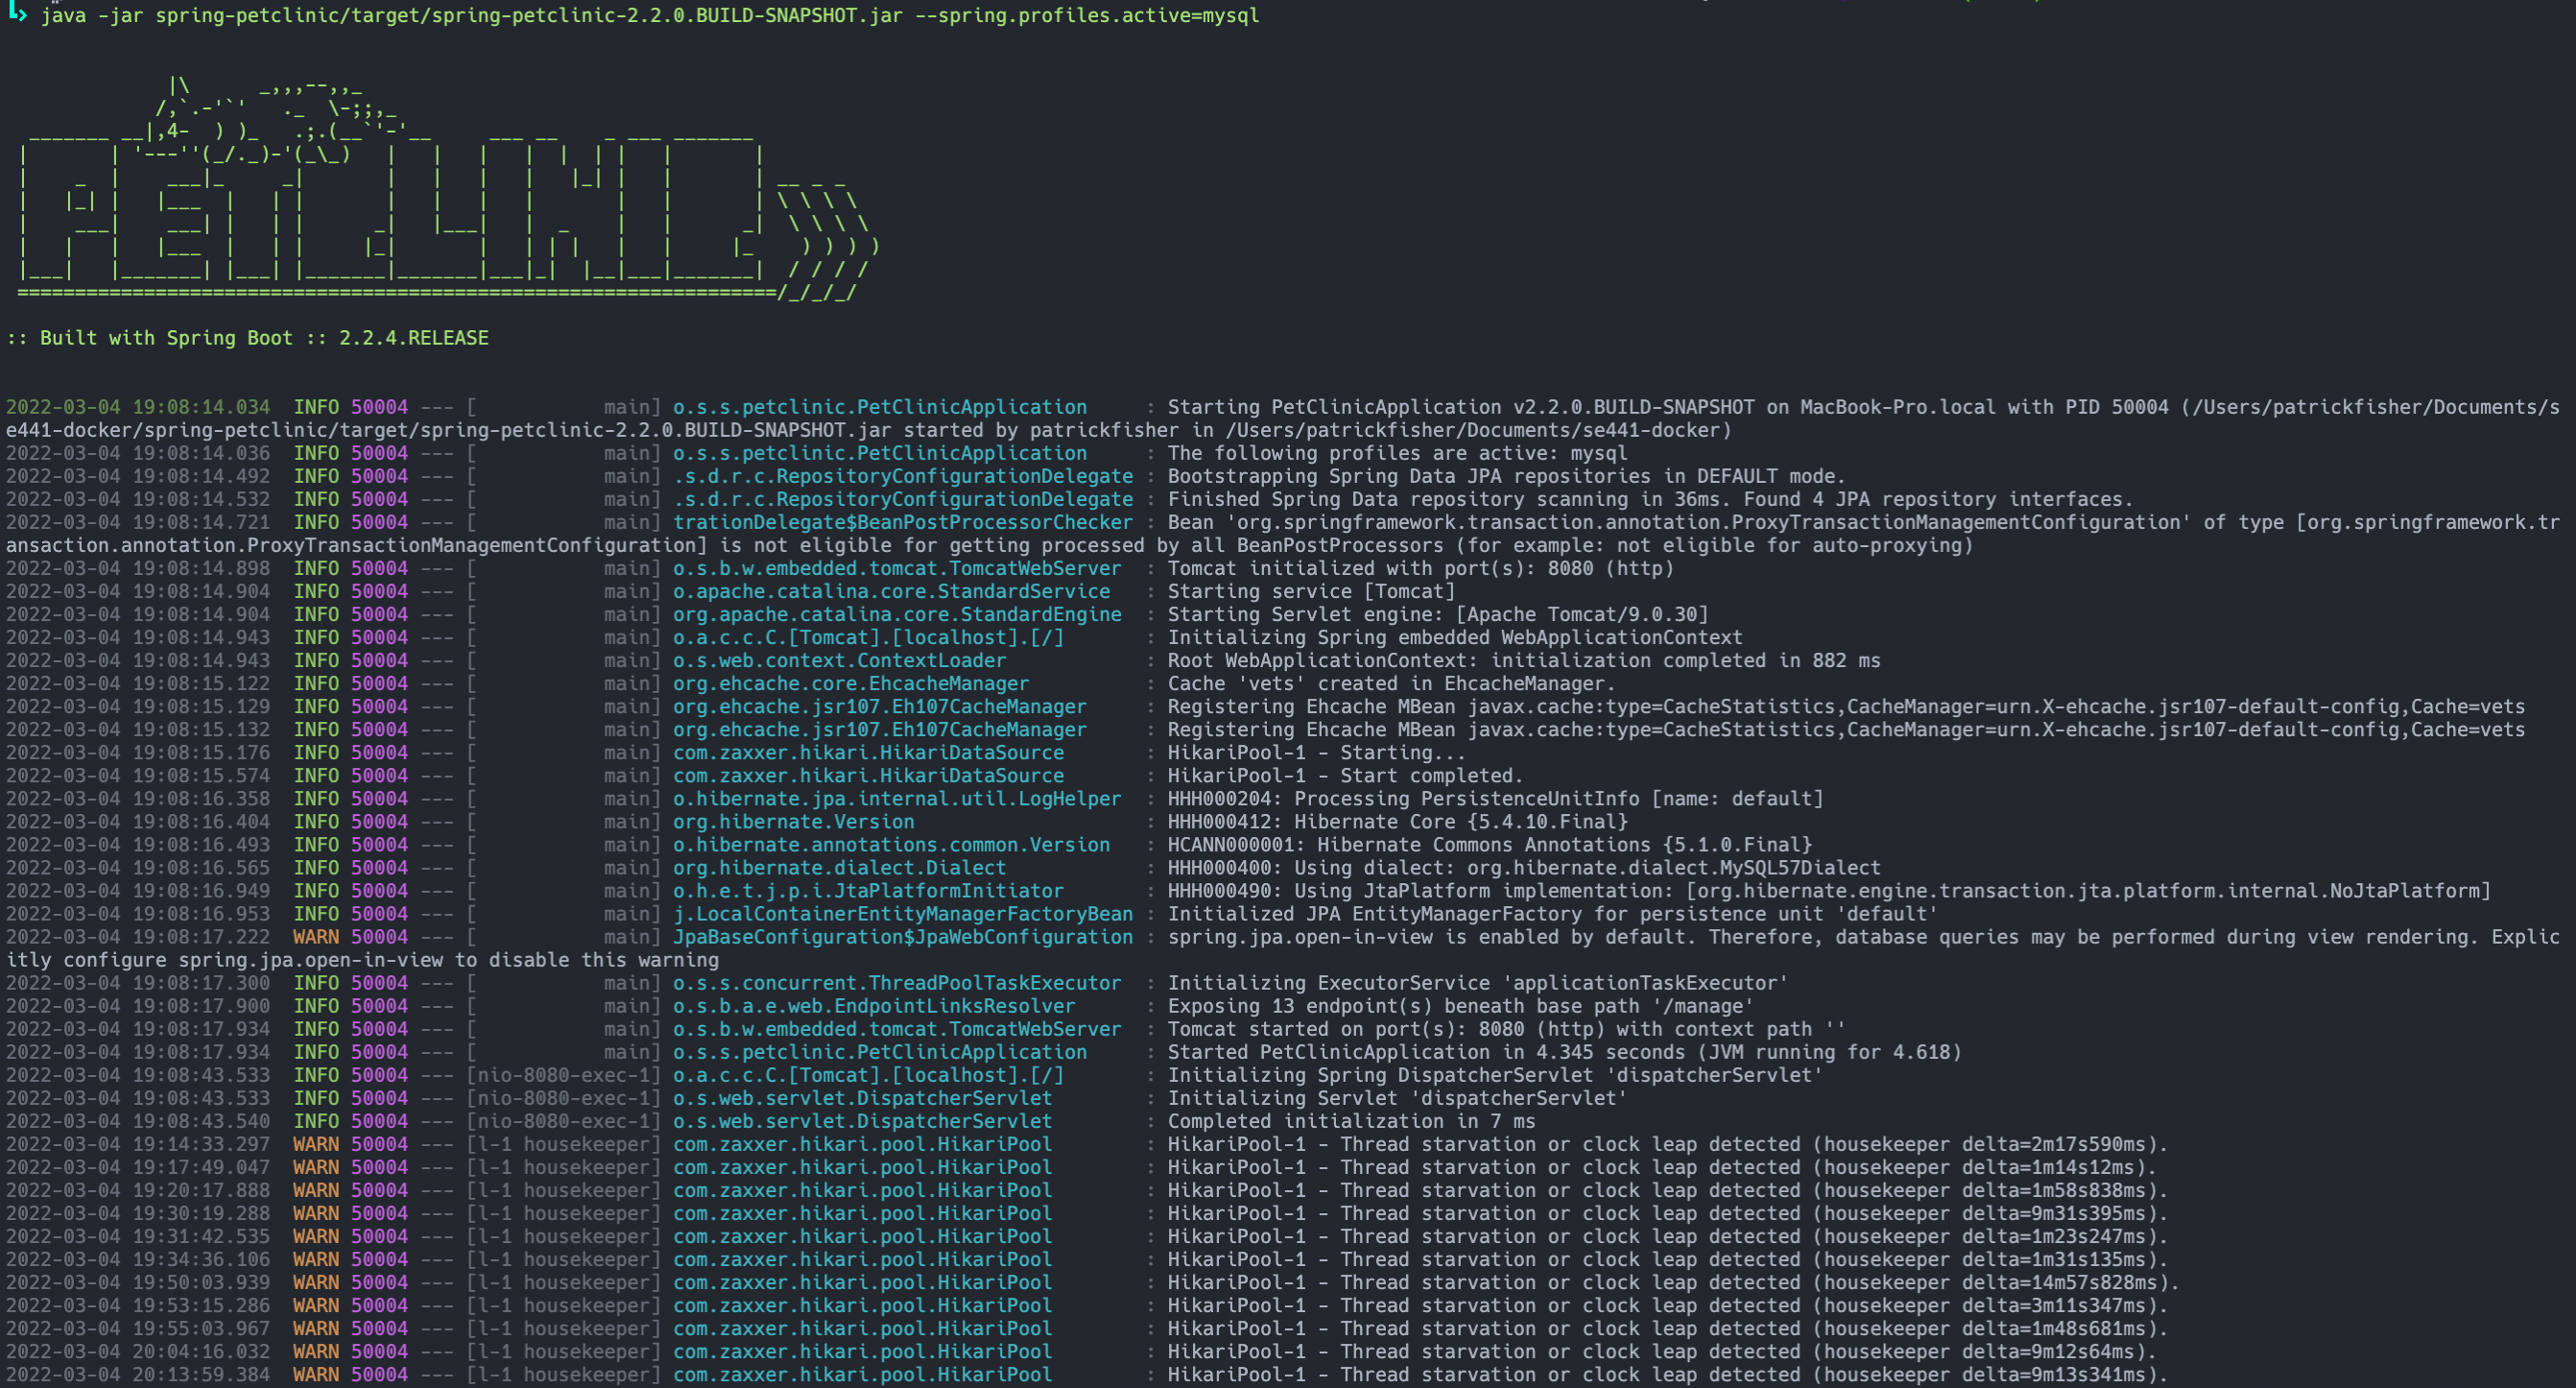 java -jar spring-petclinic/target/spring-petclinic-2.2.0.BUILD-SNAPSHOT.jar --spring.profiles.active=mysql
              |\      _,,,--,,_
             /,`.-'`'   ._  \-;;,_
  _______ __|,4-  ) )_   .;.(__`'-'__     ___ __    _ ___ _______
 |       | '---''(_/._)-'(_\_)   |   |   |   |  |  | |   |       |
 |    _  |    ___|_     _|       |   |   |   |   |_| |   |       | __ _ _
 |   |_| |   |___  |   | |       |   |   |   |       |   |       | \ \ \ \
 |    ___|    ___| |   | |      _|   |___|   |  _    |   |      _|  \ \ \ \
 |   |   |   |___  |   | |     |_|       |   | | |   |   |     |_    ) ) ) )
 |___|   |_______| |___| |_______|_______|___|_|  |__|___|_______|  / / / /
 ==================================================================/_/_/_/
:: Built with Spring Boot :: 2.2.4.RELEASE
2022-03-04 19:08:14.034  INFO 50004 --- [           main] o.s.s.petclinic.PetClinicApplication     : Starting PetClinicApplication v2.2.0.BUILD-SNAPSHOT on MacBook-Pro.local with PID 50004 (/Users/patrickfisher/Documents/s
e441-docker/spring-petclinic/target/spring-petclinic-2.2.0.BUILD-SNAPSHOT.jar started by patrickfisher in /Users/patrickfisher/Documents/se441-docker)
2022-03-04 19:08:14.036  INFO 50004 --- [           main] o.s.s.petclinic.PetClinicApplication     : The following profiles are active: mysql
2022-03-04 19:08:14.492  INFO 50004 --- [           main] .s.d.r.c.RepositoryConfigurationDelegate : Bootstrapping Spring Data JPA repositories in DEFAULT mode.
2022-03-04 19:08:14.532  INFO 50004 --- [           main] .s.d.r.c.RepositoryConfigurationDelegate : Finished Spring Data repository scanning in 36ms. Found 4 JPA repository interfaces.
2022-03-04 19:08:14.721  INFO 50004 --- [           main] trationDelegate$BeanPostProcessorChecker : Bean 'org.springframework.transaction.annotation.ProxyTransactionManagementConfiguration' of type [org.springframework.tr
ansaction.annotation.ProxyTransactionManagementConfiguration] is not eligible for getting processed by all BeanPostProcessors (for example: not eligible for auto-proxying)
2022-03-04 19:08:14.898  INFO 50004 --- [           main] o.s.b.w.embedded.tomcat.TomcatWebServer  : Tomcat initialized with port(s): 8080 (http)
2022-03-04 19:08:14.904  INFO 50004 --- [           main] o.apache.catalina.core.StandardService   : Starting service [Tomcat]
2022-03-04 19:08:14.904  INFO 50004 --- [           main] org.apache.catalina.core.StandardEngine  : Starting Servlet engine: [Apache Tomcat/9.0.30]
2022-03-04 19:08:14.943  INFO 50004 --- [           main] o.a.c.c.C.[Tomcat].[localhost].[/]       : Initializing Spring embedded WebApplicationContext
2022-03-04 19:08:14.943  INFO 50004 --- [           main] o.s.web.context.ContextLoader            : Root WebApplicationContext: initialization completed in 882 ms
2022-03-04 19:08:15.122  INFO 50004 --- [           main] org.ehcache.core.EhcacheManager          : Cache 'vets' created in EhcacheManager.
2022-03-04 19:08:15.129  INFO 50004 --- [           main] org.ehcache.jsr107.Eh107CacheManager     : Registering Ehcache MBean javax.cache:type=CacheStatistics,CacheManager=urn.X-ehcache.jsr107-default-config,Cache=vets
2022-03-04 19:08:15.132  INFO 50004 --- [           main] org.ehcache.jsr107.Eh107CacheManager     : Registering Ehcache MBean javax.cache:type=CacheStatistics,CacheManager=urn.X-ehcache.jsr107-default-config,Cache=vets
2022-03-04 19:08:15.176  INFO 50004 --- [           main] com.zaxxer.hikari.HikariDataSource       : HikariPool-1 - Starting...
2022-03-04 19:08:15.574  INFO 50004 --- [           main] com.zaxxer.hikari.HikariDataSource       : HikariPool-1 - Start completed.
2022-03-04 19:08:16.358  INFO 50004 --- [           main] o.hibernate.jpa.internal.util.LogHelper  : HHH000204: Processing PersistenceUnitInfo [name: default]
2022-03-04 19:08:16.404  INFO 50004 --- [           main] org.hibernate.Version                    : HHH000412: Hibernate Core {5.4.10.Final}
2022-03-04 19:08:16.493  INFO 50004 --- [           main] o.hibernate.annotations.common.Version   : HCANN000001: Hibernate Commons Annotations {5.1.0.Final}
2022-03-04 19:08:16.565  INFO 50004 --- [           main] org.hibernate.dialect.Dialect            : HHH000400: Using dialect: org.hibernate.dialect.MySQL57Dialect
2022-03-04 19:08:16.949  INFO 50004 --- [           main] o.h.e.t.j.p.i.JtaPlatformInitiator       : HHH000490: Using JtaPlatform implementation: [org.hibernate.engine.transaction.jta.platform.internal.NoJtaPlatform]
2022-03-04 19:08:16.953  INFO 50004 --- [           main] j.LocalContainerEntityManagerFactoryBean : Initialized JPA EntityManagerFactory for persistence unit 'default'
2022-03-04 19:08:17.222  WARN 50004 --- [           main] JpaBaseConfiguration$JpaWebConfiguration : spring.jpa.open-in-view is enabled by default. Therefore, database queries may be performed during view rendering. Explic
itly configure spring.jpa.open-in-view to disable this warning
2022-03-04 19:08:17.300  INFO 50004 --- [           main] o.s.s.concurrent.ThreadPoolTaskExecutor  : Initializing ExecutorService 'applicationTaskExecutor'
2022-03-04 19:08:17.900  INFO 50004 --- [           main] o.s.b.a.e.web.EndpointLinksResolver      : Exposing 13 endpoint(s) beneath base path '/manage'
2022-03-04 19:08:17.934  INFO 50004 --- [           main] o.s.b.w.embedded.tomcat.TomcatWebServer  : Tomcat started on port(s): 8080 (http) with context path ''
2022-03-04 19:08:17.934  INFO 50004 --- [           main] o.s.s.petclinic.PetClinicApplication     : Started PetClinicApplication in 4.345 seconds (JVM running for 4.618)
2022-03-04 19:08:43.533  INFO 50004 --- [nio-8080-exec-1] o.a.c.c.C.[Tomcat].[localhost].[/]       : Initializing Spring DispatcherServlet 'dispatcherServlet'
2022-03-04 19:08:43.533  INFO 50004 --- [nio-8080-exec-1] o.s.web.servlet.DispatcherServlet        : Initializing Servlet 'dispatcherServlet'
2022-03-04 19:08:43.540  INFO 50004 --- [nio-8080-exec-1] o.s.web.servlet.DispatcherServlet        : Completed initialization in 7 ms
2022-03-04 19:14:33.297  WARN 50004 --- [l-1 housekeeper] com.zaxxer.hikari.pool.HikariPool        : HikariPool-1 - Thread starvation or clock leap detected (housekeeper delta=2m17s590ms).
2022-03-04 19:17:49.047  WARN 50004 --- [l-1 housekeeper] com.zaxxer.hikari.pool.HikariPool        : HikariPool-1 - Thread starvation or clock leap detected (housekeeper delta=1m14s12ms).
2022-03-04 19:20:17.888  WARN 50004 --- [l-1 housekeeper] com.zaxxer.hikari.pool.HikariPool        : HikariPool-1 - Thread starvation or clock leap detected (housekeeper delta=1m58s838ms).
2022-03-04 19:30:19.288  WARN 50004 --- [l-1 housekeeper] com.zaxxer.hikari.pool.HikariPool        : HikariPool-1 - Thread starvation or clock leap detected (housekeeper delta=9m31s395ms).
2022-03-04 19:31:42.535  WARN 50004 --- [l-1 housekeeper] com.zaxxer.hikari.pool.HikariPool        : HikariPool-1 - Thread starvation or clock leap detected (housekeeper delta=1m23s247ms).
2022-03-04 19:34:36.106  WARN 50004 --- [l-1 housekeeper] com.zaxxer.hikari.pool.HikariPool        : HikariPool-1 - Thread starvation or clock leap detected (housekeeper delta=1m31s135ms).
2022-03-04 19:50:03.939  WARN 50004 --- [l-1 housekeeper] com.zaxxer.hikari.pool.HikariPool        : HikariPool-1 - Thread starvation or clock leap detected (housekeeper delta=14m57s828ms).
2022-03-04 19:53:15.286  WARN 50004 --- [l-1 housekeeper] com.zaxxer.hikari.pool.HikariPool        : HikariPool-1 - Thread starvation or clock leap detected (housekeeper delta=3m11s347ms).
2022-03-04 19:55:03.967  WARN 50004 --- [l-1 housekeeper] com.zaxxer.hikari.pool.HikariPool        : HikariPool-1 - Thread starvation or clock leap detected (housekeeper delta=1m48s681ms).
2022-03-04 20:04:16.032  WARN 50004 --- [l-1 housekeeper] com.zaxxer.hikari.pool.HikariPool        : HikariPool-1 - Thread starvation or clock leap detected (housekeeper delta=9m12s64ms).
2022-03-04 20:13:59.384  WARN 50004 --- [l-1 housekeeper] com.zaxxer.hikari.pool.HikariPool        : HikariPool-1 - Thread starvation or clock leap detected (housekeeper delta=9m13s341ms).